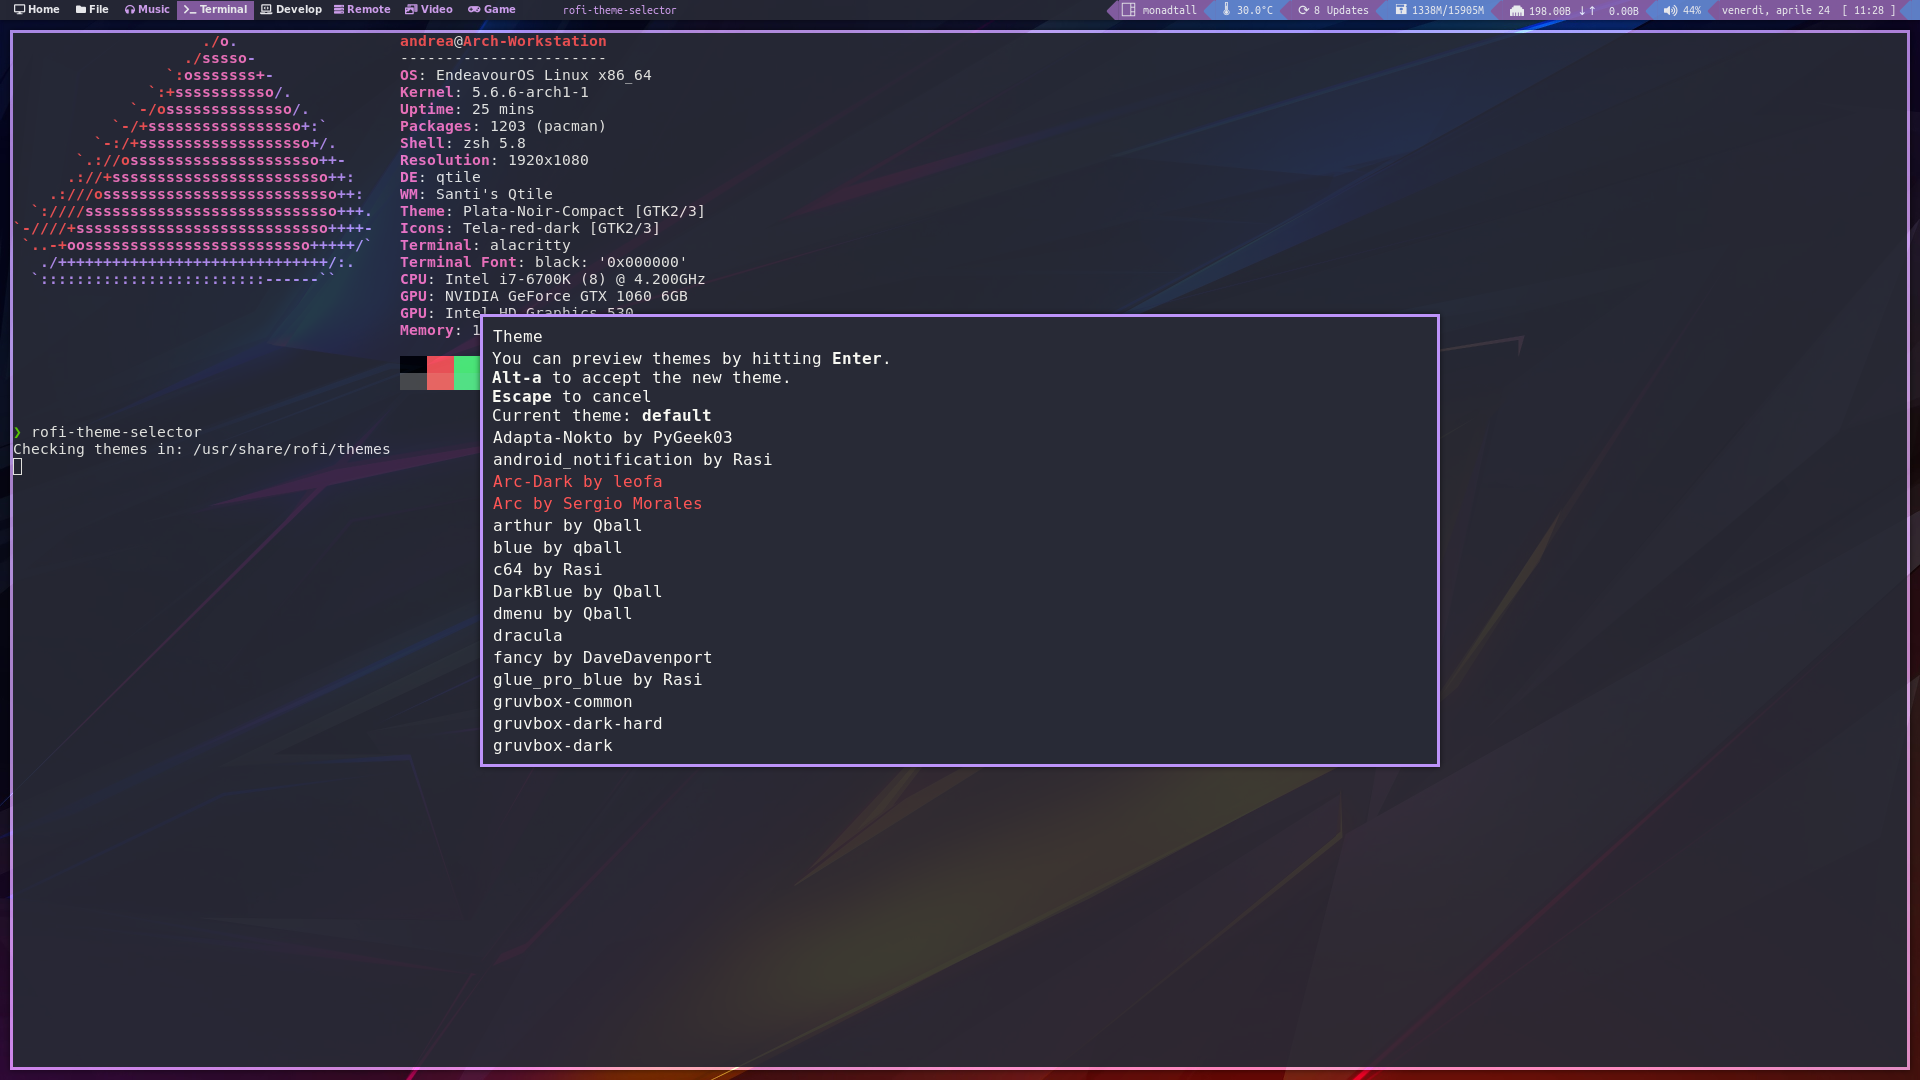 Home File Music Terminal Develop Remote Video Game rofi-theme-selector monadtall 30.0°C 8 Updates 1338M/15905M 198.00B ↓↑ 0.00B 44% venerdì, aprile 24 [ 11:28 ]
./o.
./sssso-
`:osssssss+-
`:+sssssssssso/.
`-/ossssssssssssso/.
`-/+sssssssssssssssso+:`
`-:/+sssssssssssssssssso+/.
`.://osssssssssssssssssssso++-
.://+ssssssssssssssssssssssso++:
.:///ossssssssssssssssssssssssso++:
`:////ssssssssssssssssssssssssssso+++.
`-////+ssssssssssssssssssssssssssso++++-
`..-+oosssssssssssssssssssssssso+++++/`
./++++++++++++++++++++++++++++++/:.
`:::::::::::::::::::::::::------``
andrea@Arch-Workstation
-----------------------
OS: EndeavourOS Linux x86_64
Kernel: 5.6.6-arch1-1
Uptime: 25 mins
Packages: 1203 (pacman)
Shell: zsh 5.8
Resolution: 1920x1080
DE: qtile
WM: Santi's Qtile
Theme: Plata-Noir-Compact [GTK2/3]
Icons: Tela-red-dark [GTK2/3]
Terminal: alacritty
Terminal Font: black: '0x000000'
CPU: Intel i7-6700K (8) @ 4.200GHz
GPU: NVIDIA GeForce GTX 1060 6GB
GPU: Intel HD Graphics 530
Memory: 1
❯ rofi-theme-selector
Checking themes in: /usr/share/rofi/themes
Theme
You can preview themes by hitting Enter.
Alt-a to accept the new theme.
Escape to cancel
Current theme: default
Adapta-Nokto by PyGeek03
android_notification by Rasi
Arc-Dark by leofa
Arc by Sergio Morales
arthur by Qball
blue by qball
c64 by Rasi
DarkBlue by Qball
dmenu by Qball
dracula
fancy by DaveDavenport
glue_pro_blue by Rasi
gruvbox-common
gruvbox-dark-hard
gruvbox-dark